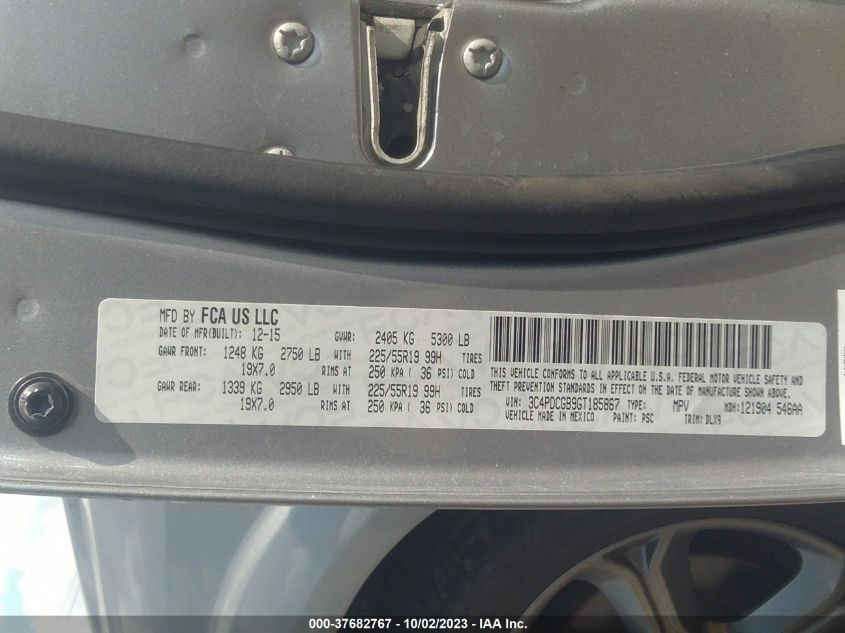 MFD BY FCA US LLC
DATE OF MFR(BUILT): 12-15 GVWR: 2405 KG 5300 LB
GAWR FRONT: 1248 KG 2750 LB WITH 225/55R19 99H TIRES
19X7.0 RIMS AT 250 KPA ( 36 PSI) COLD
GAWR REAR: 1339 KG 2950 LB WITH 225/55R19 99H TIRES
19X7.0 RIMS AT 250 KPA ( 36 PSI) COLD
THIS VEHICLE CONFORMS TO ALL APPLICABLE U.S.A. FEDERAL MOTOR VEHICLE SAFETY AND
THEFT PREVENTION STANDARDS IN EFFECT ON THE DATE OF MANUFACTURE SHOWN ABOVE.
VIN: 3C4PDCGB9GT185867 TYPE: MPV MDH: 121904 546AA
VEHICLE MADE IN MEXICO PAINT: PSC TRIM: DLX9
000-37682767 - 10/02/2023 - IAA Inc.